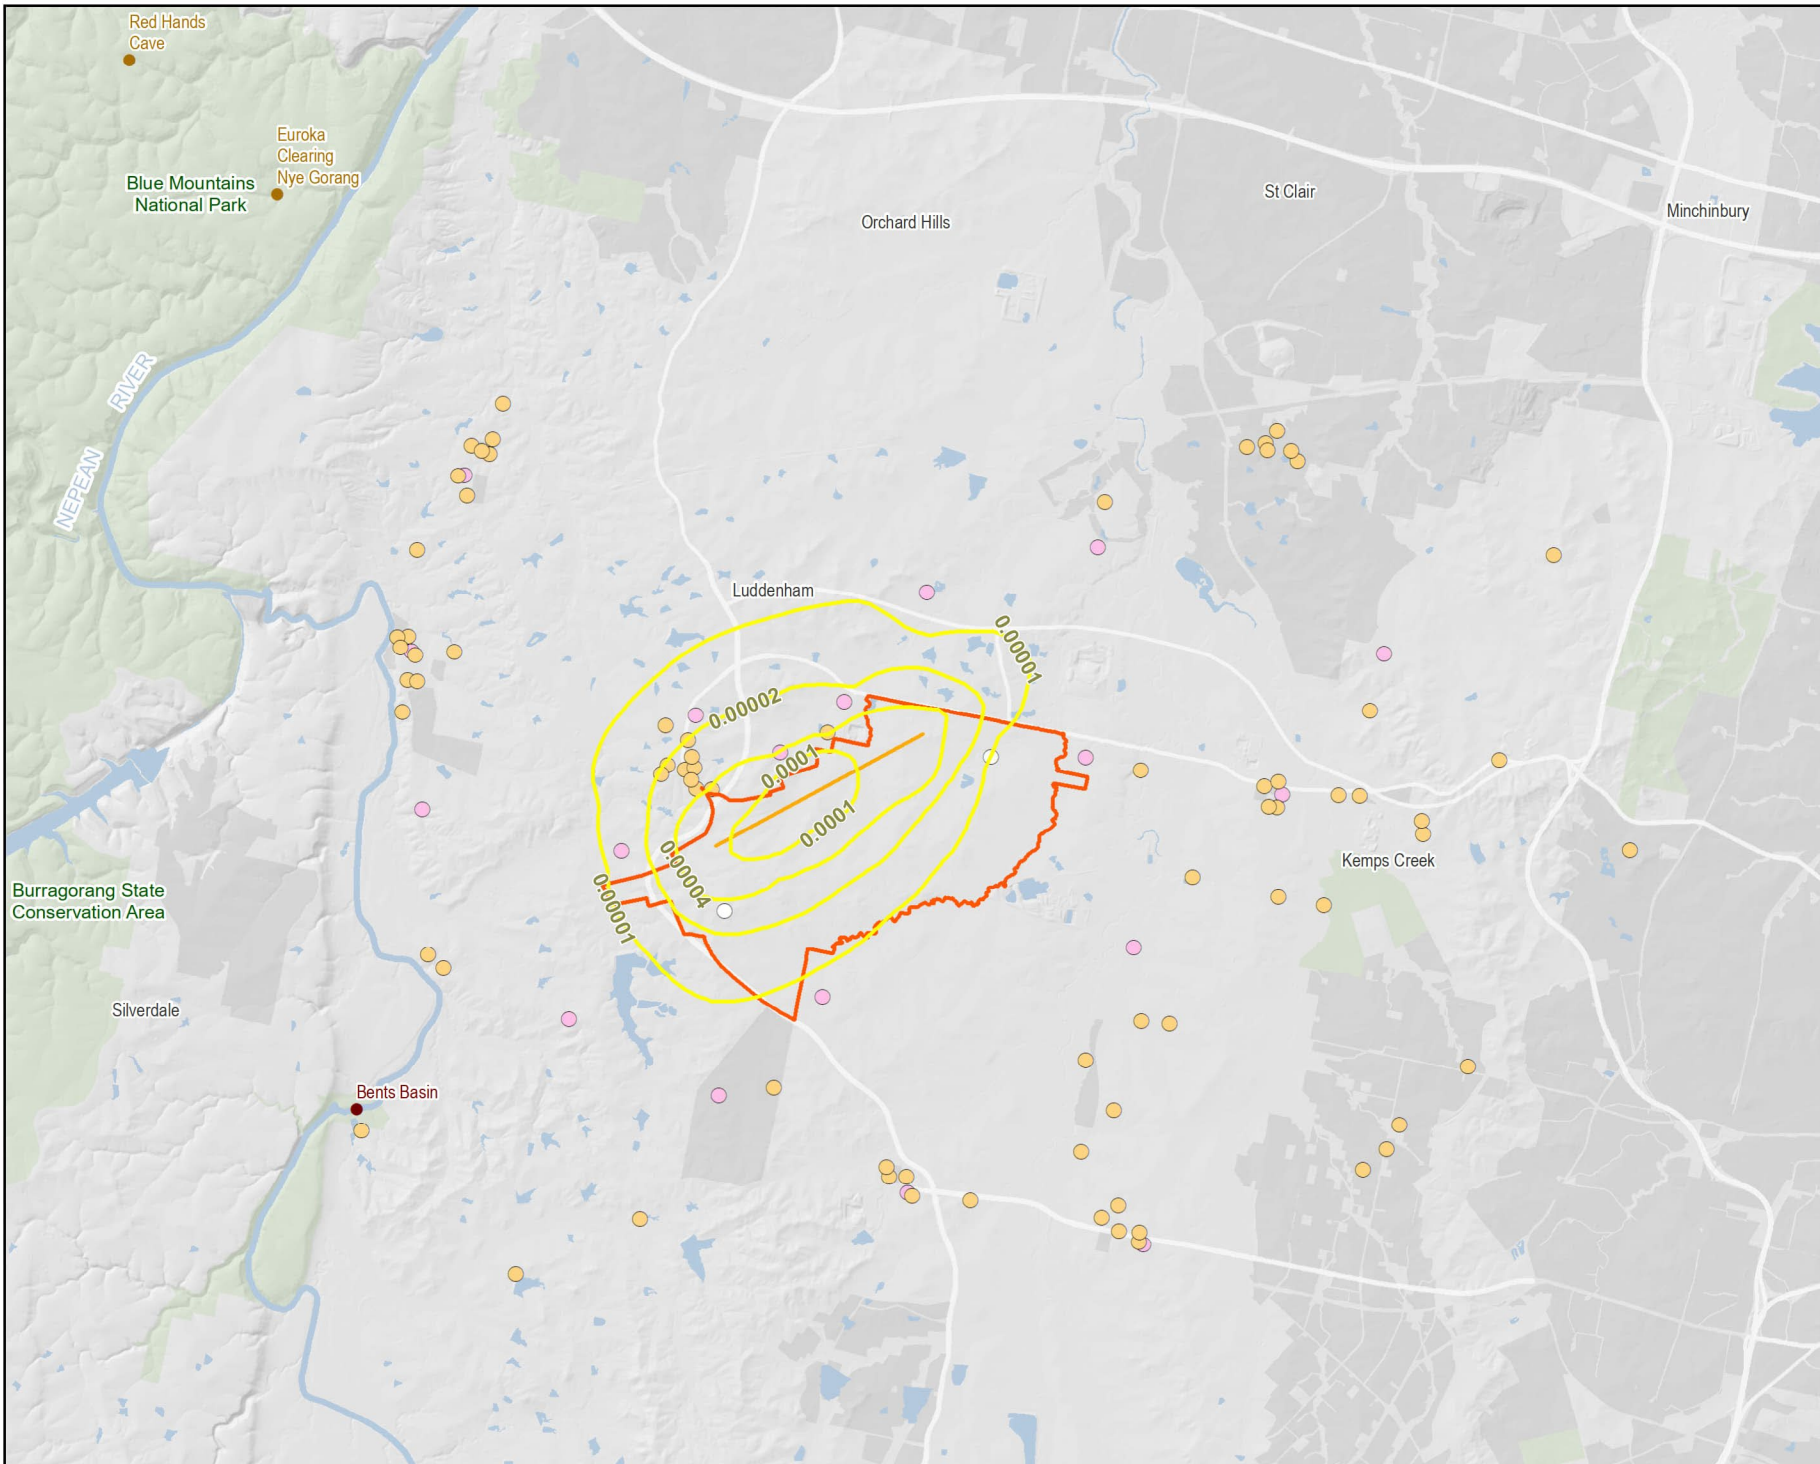 Red Hands
Cave
Euroka
Clearing
Nye Gorang
Blue Mountains
National Park
St Clair
Minchinbury
Orchard Hills
NEPEAN
RIVER
Luddenham
0.00001
0.00002
0.0001
0.0001
0.00004
0.00001
Kemps Creek
Burragorang State
Conservation Area
Silverdale
Bents Basin